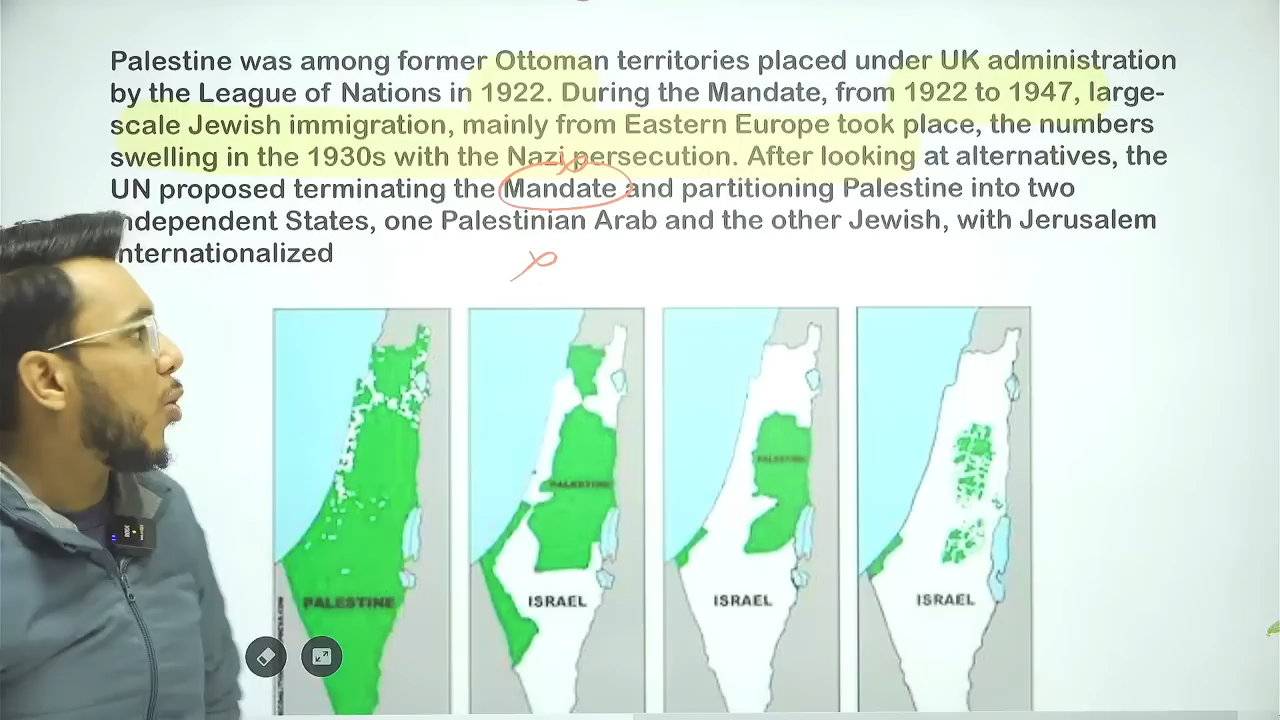 Palestine was among former Ottoman territories placed under UK administration
by the League of Nations in 1922. During the Mandate, from 1922 to 1947, large-
scale Jewish immigration, mainly from Eastern Europe took place, the numbers
swelling in the 1930s with the Nazi persecution. After looking at alternatives, the
UN proposed terminating the Mandate and partitioning Palestine into two
ndependent States, one Palestinian Arab and the other Jewish, with Jerusalem
nternationalized
PALESTINE
PALESTINE
ISRAEL
PALESTINE
ISRAEL
ISRAEL